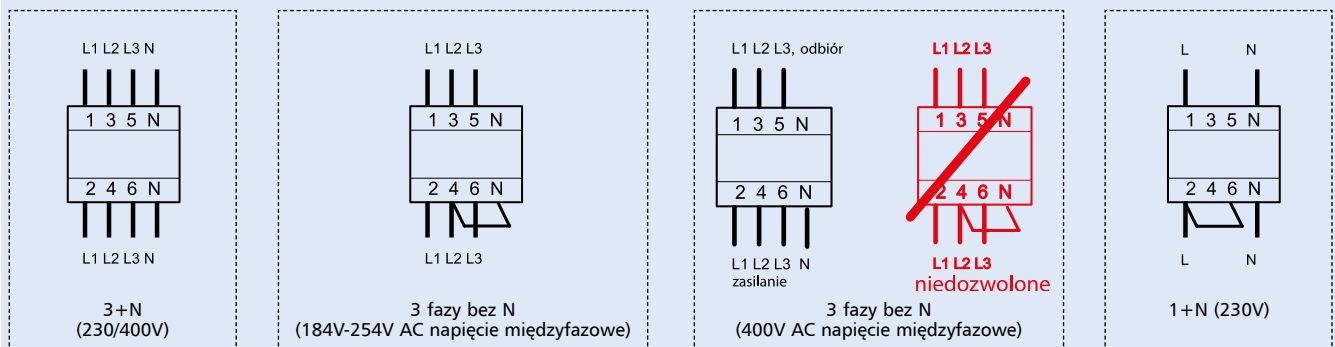 L1 L2 L3 N
1 3 5 N
2 4 6 N
L1 L2 L3 N
3+N
(230/400V)
L1 L2 L3
1 3 5 N
2 4 6 N
L1 L2 L3
3 fazy bez N
(184V-254V AC napięcie międzyfazowe)
L1 L2 L3, odbiór
1 3 5 N
2 4 6 N
L1 L2 L3 N
zasilanie
L1 L2 L3
1 3 5 N
2 4 6 N
L1 L2 L3
niedozwolone
3 fazy bez N
(400V AC napięcie międzyfazowe)
L N
1 3 5 N
2 4 6 N
L N
1+N (230V)